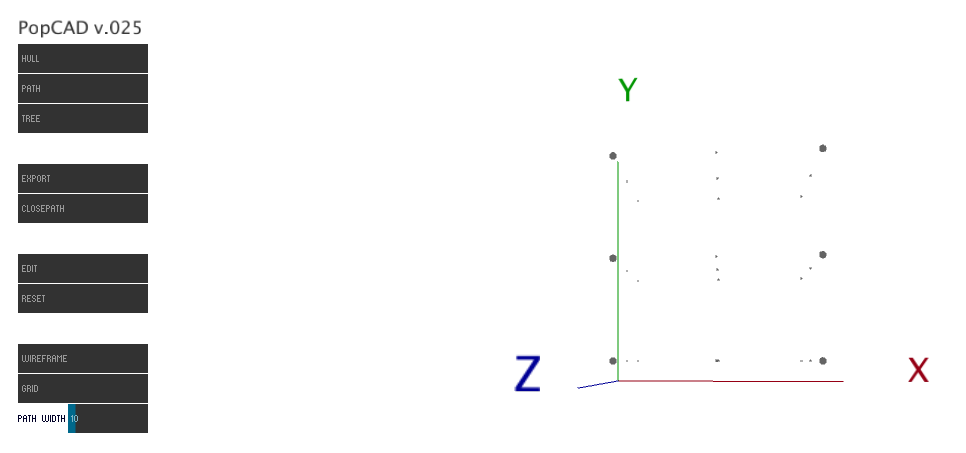 PopCAD v.025
HULL
PATH
TREE
EXPORT
CLOSEPATH
EDIT
RESET
WIREFRAME
GRID
PATH WIDTH 10
Y
Z
X